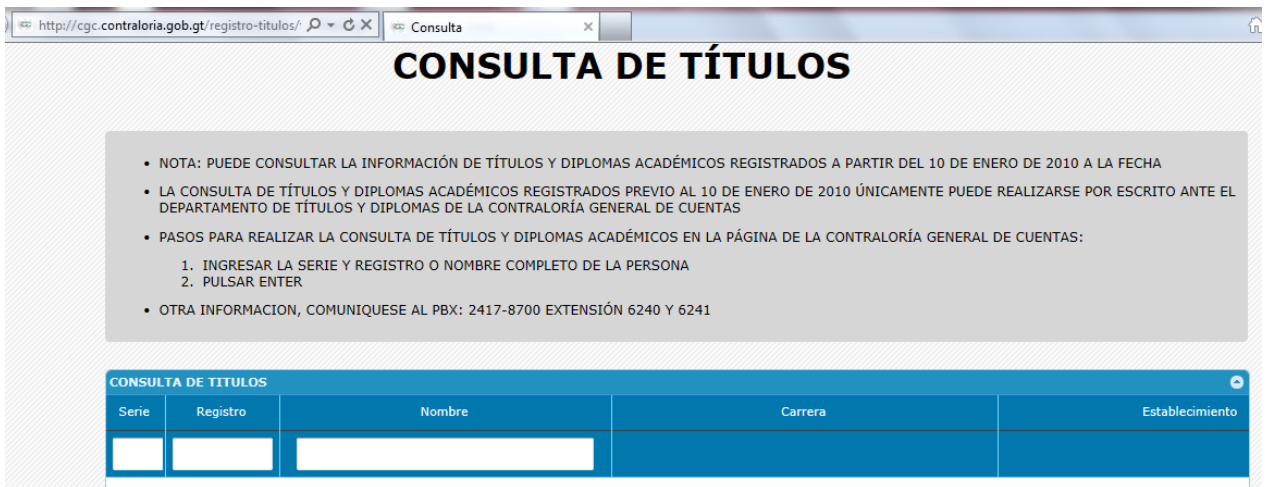 http://cgc.contraloria.gob.gt/registro-titulos/
Consulta
CONSULTA DE TÍTULOS
• NOTA: PUEDE CONSULTAR LA INFORMACIÓN DE TÍTULOS Y DIPLOMAS ACADÉMICOS REGISTRADOS A PARTIR DEL 10 DE ENERO DE 2010 A LA FECHA
• LA CONSULTA DE TÍTULOS Y DIPLOMAS ACADÉMICOS REGISTRADOS PREVIO AL 10 DE ENERO DE 2010 ÚNICAMENTE PUEDE REALIZARSE POR ESCRITO ANTE EL
DEPARTAMENTO DE TÍTULOS Y DIPLOMAS DE LA CONTRALORÍA GENERAL DE CUENTAS
• PASOS PARA REALIZAR LA CONSULTA DE TÍTULOS Y DIPLOMAS ACADÉMICOS EN LA PÁGINA DE LA CONTRALORÍA GENERAL DE CUENTAS:
1. INGRESAR LA SERIE Y REGISTRO O NOMBRE COMPLETO DE LA PERSONA
2. PULSAR ENTER
• OTRA INFORMACION, COMUNIQUESE AL PBX: 2417-8700 EXTENSIÓN 6240 Y 6241
CONSULTA DE TITULOS
Serie Registro Nombre Carrera Establecimiento